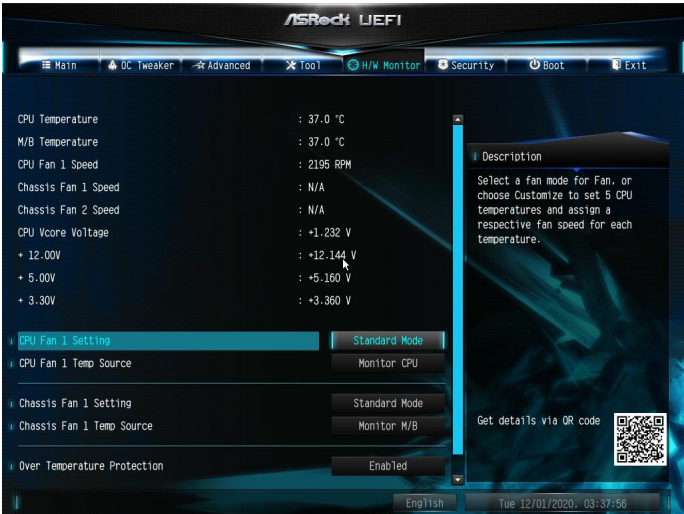 ASRock UEFI
Main OC Tweaker Advanced Tool H/W Monitor Security Boot Exit
CPU Temperature : 37.0 °C
M/B Temperature : 37.0 °C
CPU Fan 1 Speed : 2195 RPM
Chassis Fan 1 Speed : N/A
Chassis Fan 2 Speed : N/A
CPU Vcore Voltage : +1.232 V
+ 12.00V : +12.144 V
+ 5.00V : +5.160 V
+ 3.30V : +3.360 V
CPU Fan 1 Setting Standard Mode
CPU Fan 1 Temp Source Monitor CPU
Chassis Fan 1 Setting Standard Mode
Chassis Fan 1 Temp Source Monitor M/B
Over Temperature Protection Enabled
Description
Select a fan mode for Fan. or
choose Customize to set 5 CPU
temperatures and assign a
respective fan speed for each
temperature.
Get details via QR code
English Tue 12/01/2020. 03:37:56